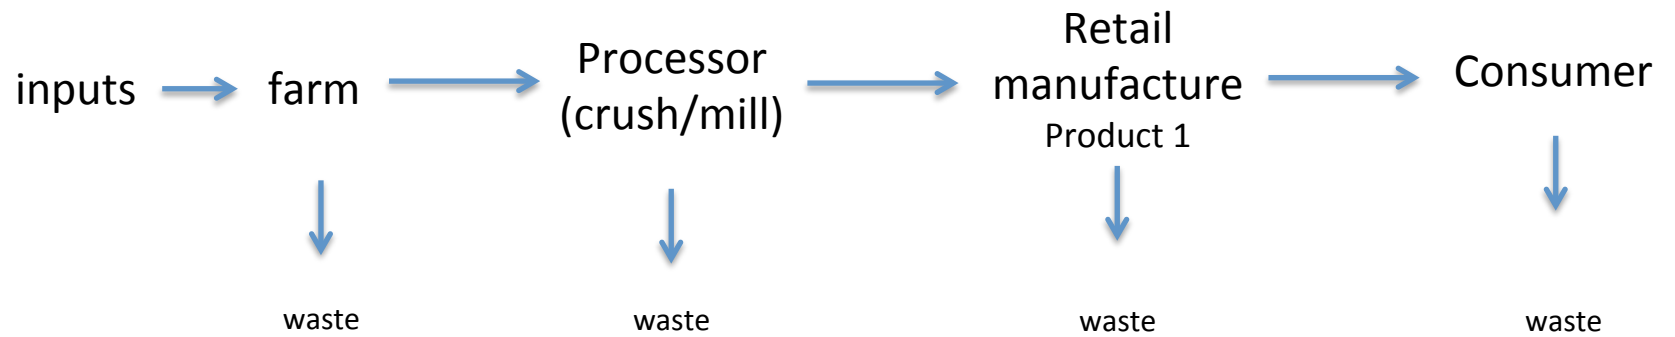 inputs
farm
Processor
(crush/mill)
Retail
manufacture
Product 1
Consumer
waste
waste
waste
waste